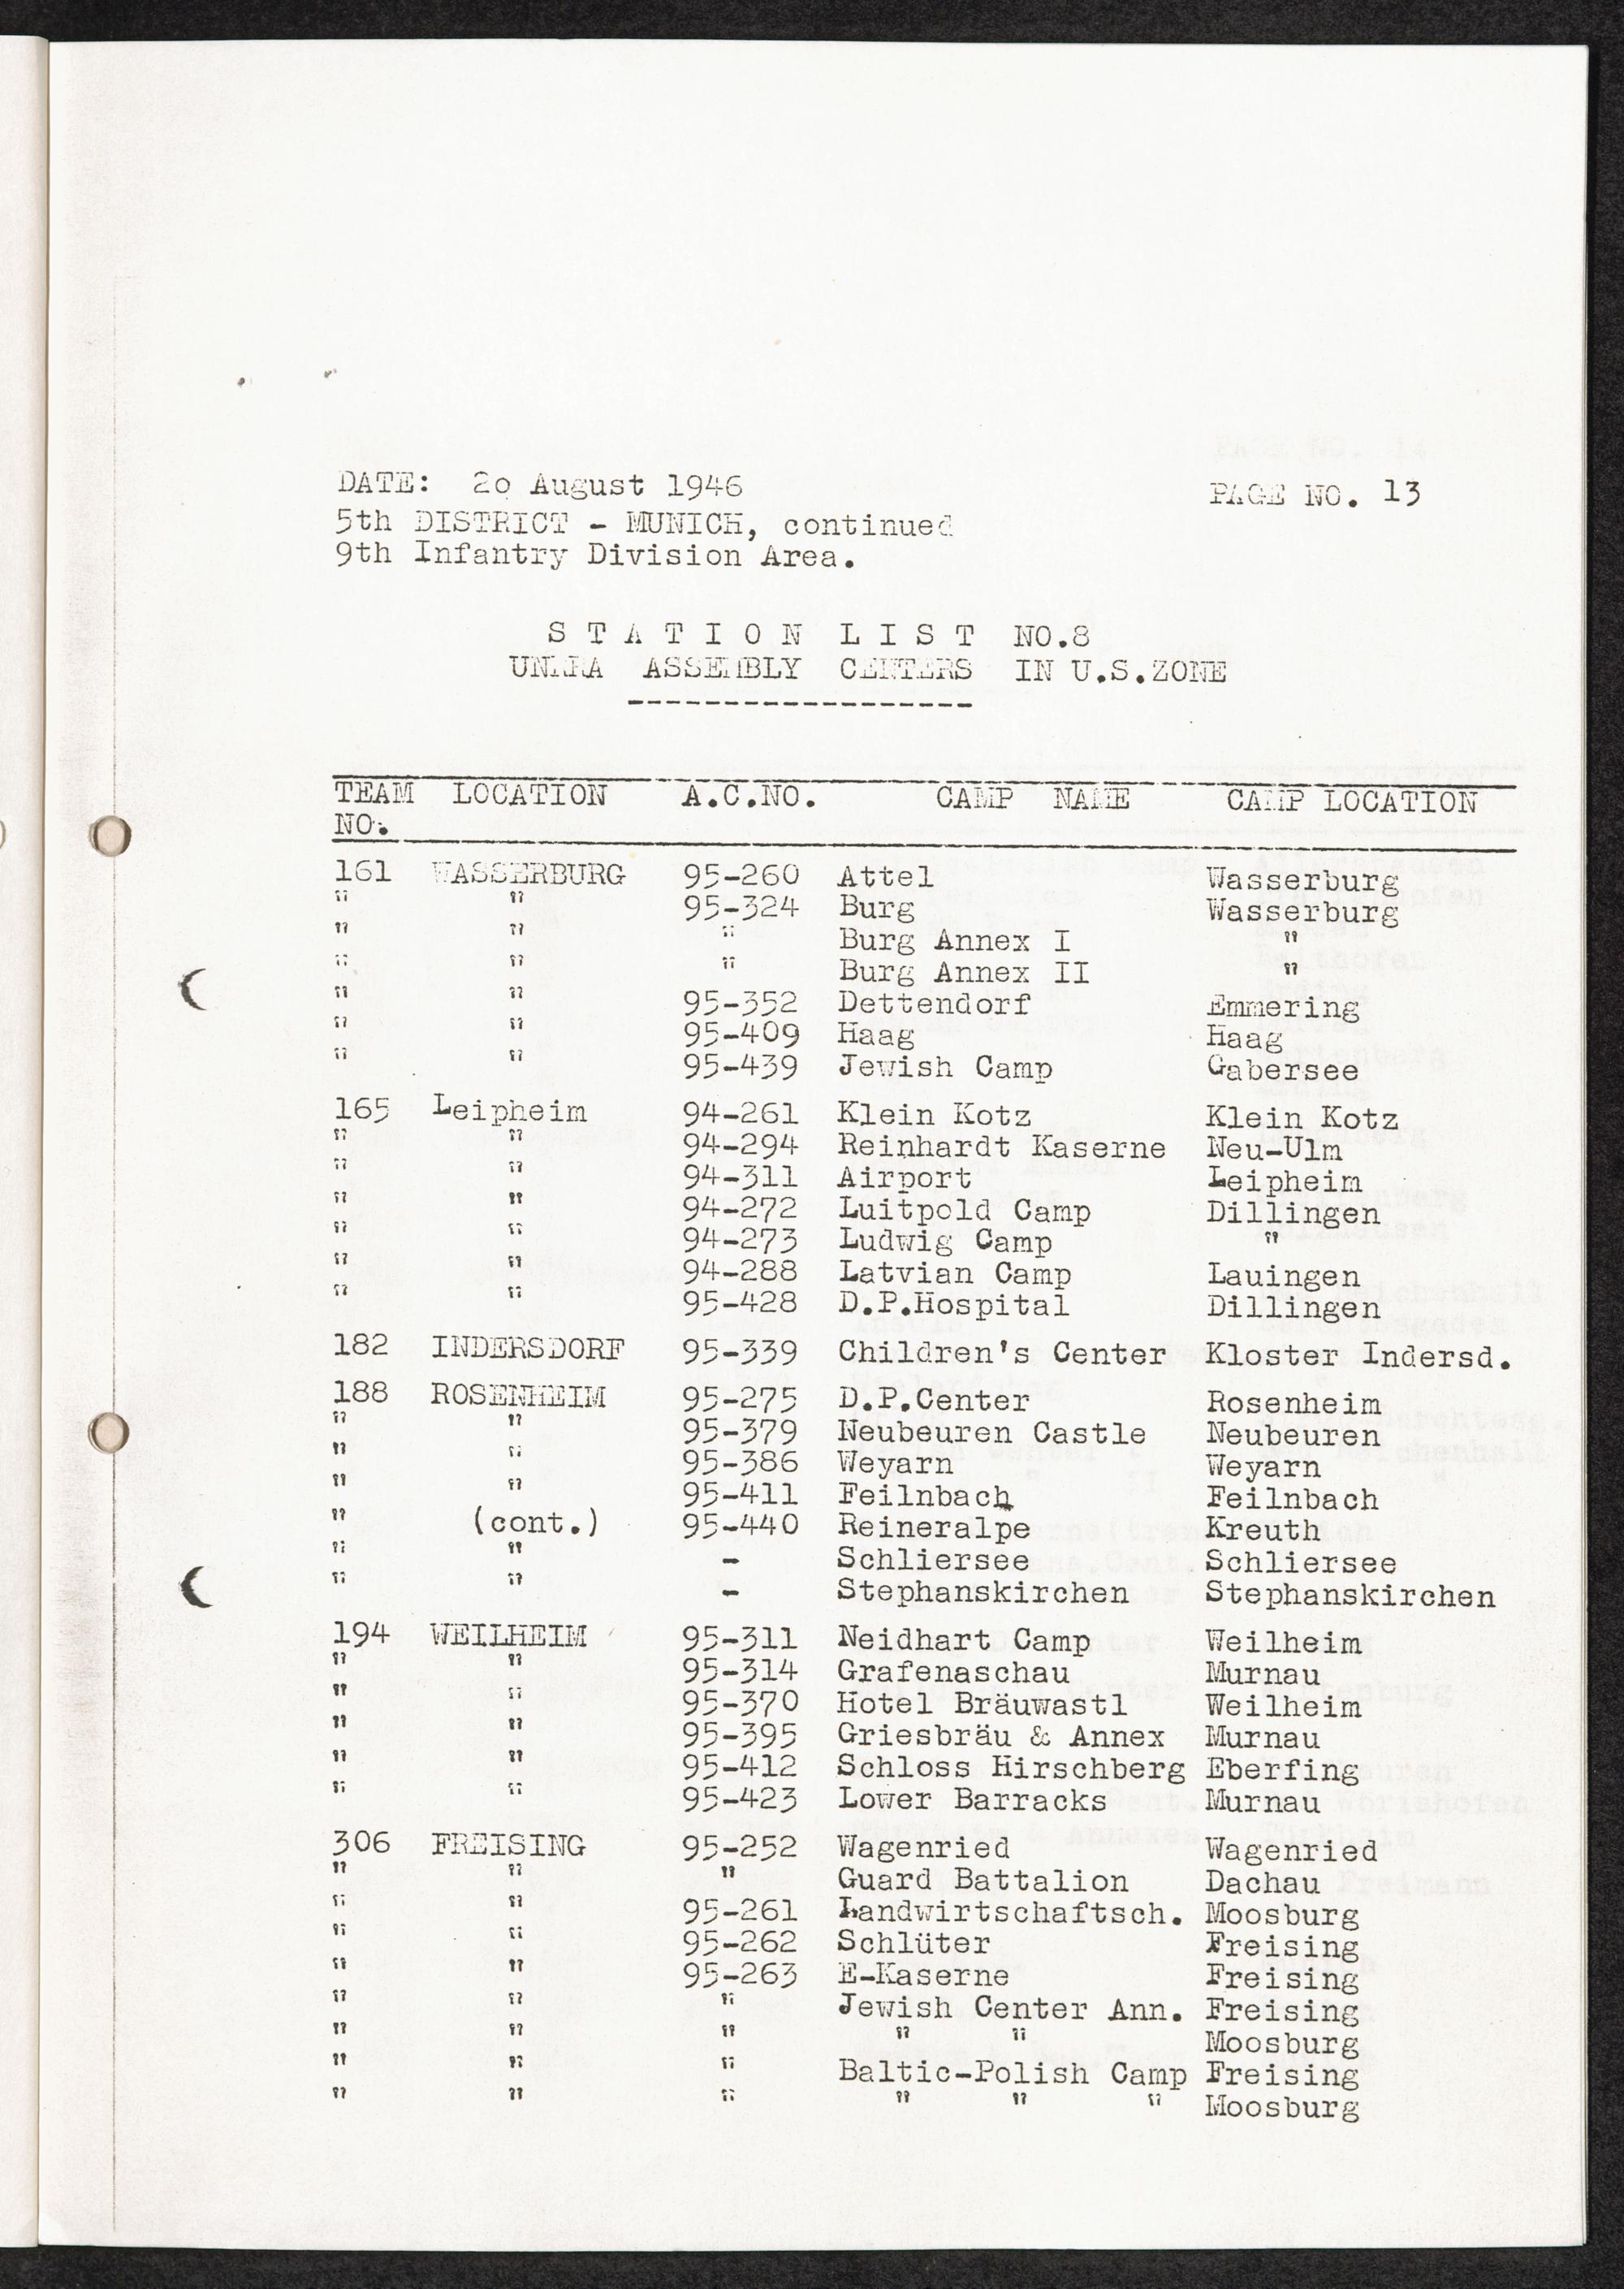 DATE: 2o August 1946 PAGE NO. 13
5th DISTRICT - MUNICH, continued
9th Infantry Division Area.
S T A T I O N L I S T NO.8
UNRRA ASSEMBLY CENTERS IN U.S.ZONE
------------------
TEAM LOCATION A.C.NO. CAMP NAME CAMP LOCATION
NO.
161 WASSERBURG 95-260 Attel Wasserburg
" " 95-324 Burg Wasserburg
" " " Burg Annex I "
" " " Burg Annex II "
" " 95-352 Dettendorf Emmering
" " 95-409 Haag Haag
" " 95-439 Jewish Camp Gabersee
165 Leipheim 94-261 Klein Kotz Klein Kotz
" " 94-294 Reinhardt Kaserne Neu-Ulm
" " 94-311 Airport Leipheim
" " 94-272 Luitpold Camp Dillingen
" " 94-273 Ludwig Camp "
" " 94-288 Latvian Camp Lauingen
" " 95-428 D.P.Hospital Dillingen
182 INDERSDORF 95-339 Children's Center Kloster Indersd.
188 ROSENHEIM 95-275 D.P.Center Rosenheim
" " 95-379 Neubeuren Castle Neubeuren
" " 95-386 Weyarn Weyarn
" " 95-411 Feilnbach Feilnbach
" (cont.) 95-440 Reineralpe Kreuth
" " - Schliersee Schliersee
" " - Stephanskirchen Stephanskirchen
194 WEILHEIM 95-311 Neidhart Camp Weilheim
" " 95-314 Grafenaschau Murnau
" " 95-370 Hotel Bräuwastl Weilheim
" " 95-395 Griesbräu & Annex Murnau
" " 95-412 Schloss Hirschberg Eberfing
" " 95-423 Lower Barracks Murnau
306 FREISING 95-252 Wagenried Wagenried
" " " Guard Battalion Dachau
" " 95-261 Landwirtschaftsch. Moosburg
" " 95-262 Schlüter Freising
" " 95-263 E-Kaserne Freising
" " " Jewish Center Ann. Freising
" " " " " Moosburg
" " " Baltic-Polish Camp Freising
" " " " " " Moosburg